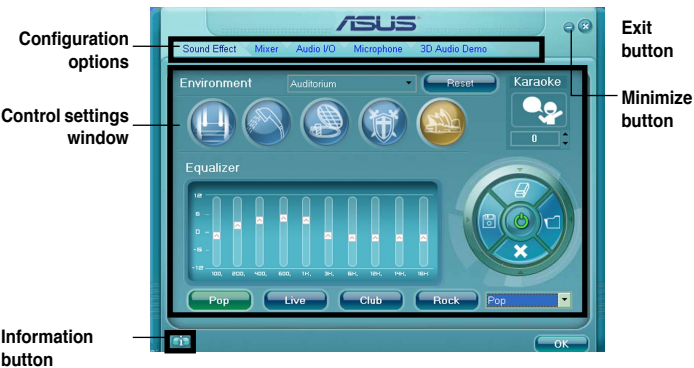 ASUS
Exit
button
Configuration
options
Sound Effect Mixer Audio I/O Microphone 3D Audio Demo
Environment Auditorium Reset Karaoke
Minimize
button
Control settings
window
0
Equalizer
12
6
0
-6
-12
100, 200, 400, 600, 1K, 3K, 6K, 12K, 14K, 16K
Pop Live Club Rock Pop
Information
button
i
OK